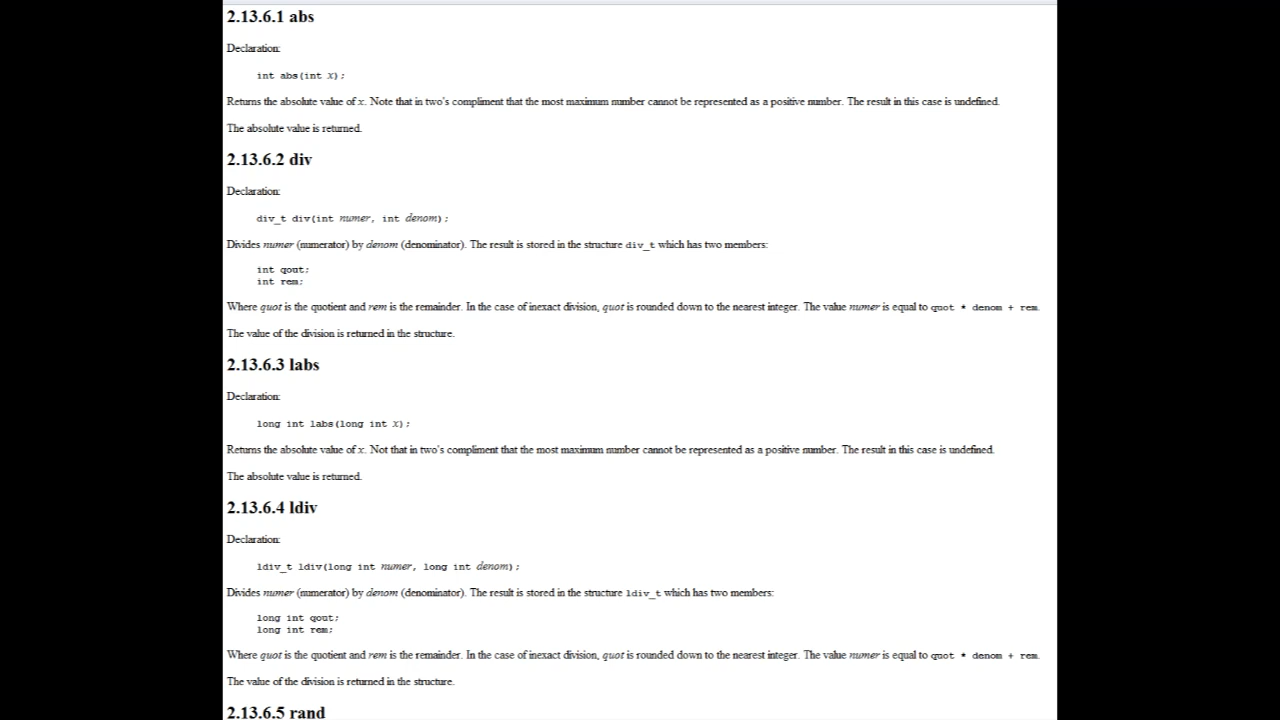 2.13.6.1 abs
Declaration:
int abs(int x);
Returns the absolute value of x. Note that in two's compliment that the most maximum number cannot be represented as a positive number. The result in this case is undefined.
The absolute value is returned.
2.13.6.2 div
Declaration:
div_t div(int numer, int denom);
Divides numer (numerator) by denom (denominator). The result is stored in the structure div_t which has two members:
int qout;
int rem;
Where quot is the quotient and rem is the remainder. In the case of inexact division, quot is rounded down to the nearest integer. The value numer is equal to quot * denom + rem.
The value of the division is returned in the structure.
2.13.6.3 labs
Declaration:
long int labs(long int x);
Returns the absolute value of x. Not that in two's compliment that the most maximum number cannot be represented as a positive number. The result in this case is undefined.
The absolute value is returned.
2.13.6.4 ldiv
Declaration:
ldiv_t ldiv(long int numer, long int denom);
Divides numer (numerator) by denom (denominator). The result is stored in the structure ldiv_t which has two members:
long int qout;
long int rem;
Where quot is the quotient and rem is the remainder. In the case of inexact division, quot is rounded down to the nearest integer. The value numer is equal to quot * denom + rem.
The value of the division is returned in the structure.
2.13.6.5 rand